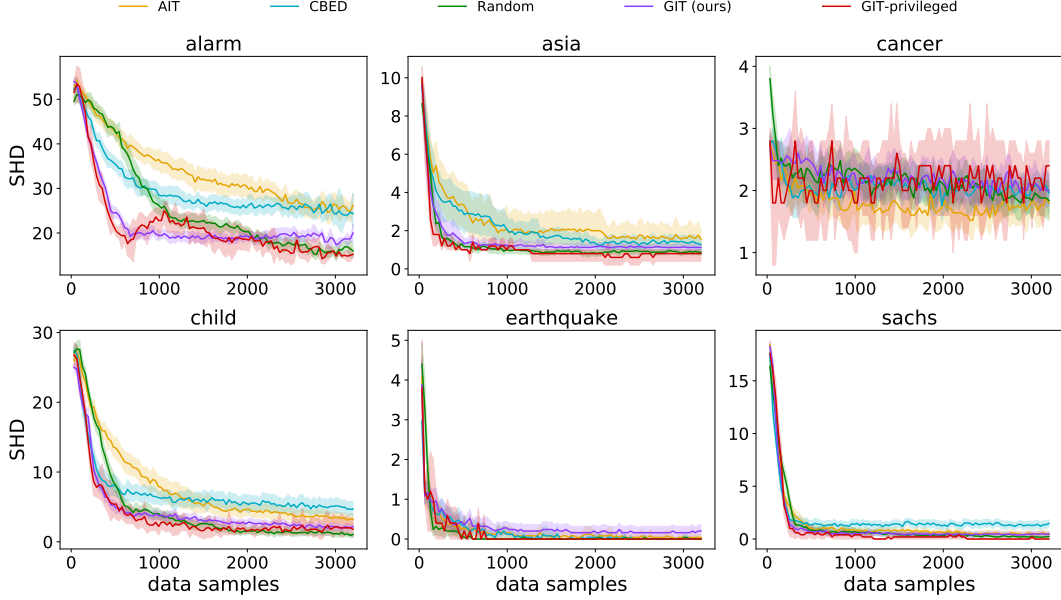 AIT CBED Random GIT (ours) GIT-privileged
alarm asia cancer
SHD
50
40
30
20
0 1000 2000 3000
10
8
6
4
2
0
0 1000 2000 3000
4
3
2
1
0 1000 2000 3000
child earthquake sachs
SHD
30
20
10
0
0 1000 2000 3000
5
4
3
2
1
0
0 1000 2000 3000
15
10
5
0
0 1000 2000 3000
data samples data samples data samples